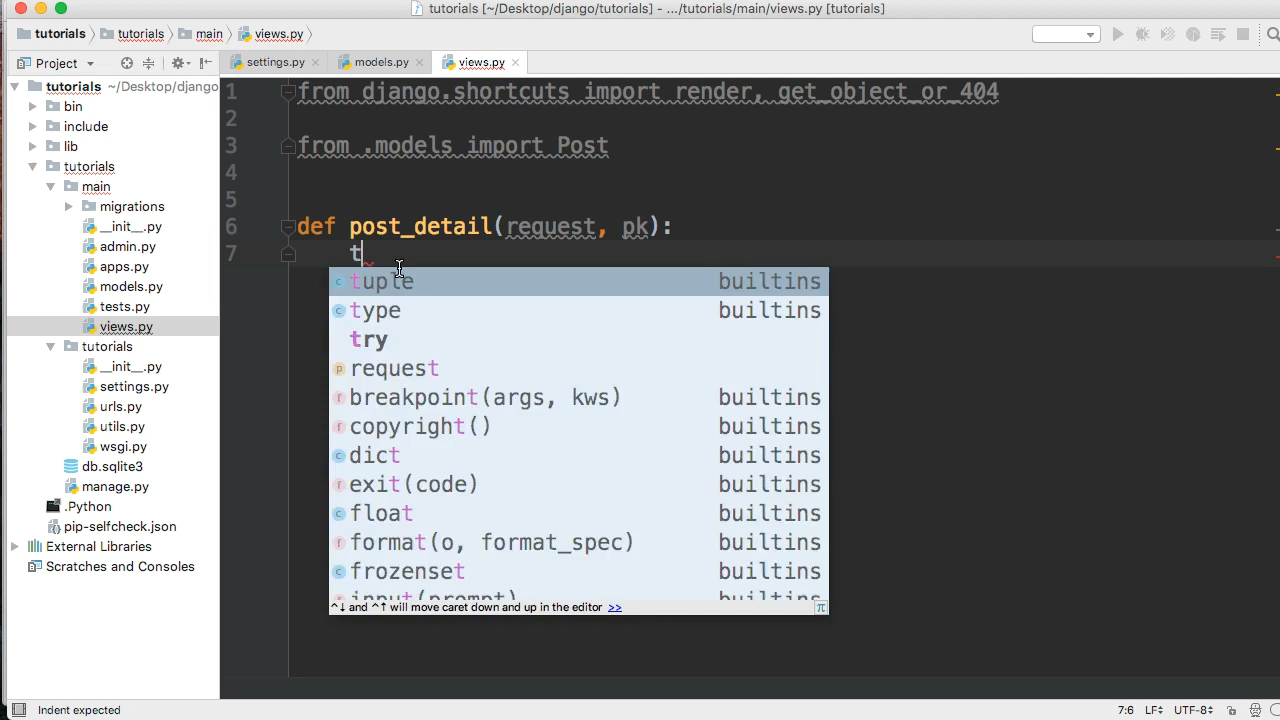 tutorials [~/Desktop/django/tutorials] - .../tutorials/main/views.py [tutorials]
tutorials tutorials main views.py
Project settings.py models.py views.py
tutorials ~/Desktop/django
bin
include
lib
tutorials
main
migrations
__init__.py
admin.py
apps.py
models.py
tests.py
views.py
tutorials
__init__.py
settings.py
urls.py
utils.py
wsgi.py
db.sqlite3
manage.py
.Python
pip-selfcheck.json
External Libraries
Scratches and Consoles
1 from django.shortcuts import render, get_object_or_404
2
3 from .models import Post
4
5
6 def post_detail(request, pk):
7 t
c tuple builtins
c type builtins
try
p request
f breakpoint(args, kws) builtins
f copyright() builtins
c dict builtins
f exit(code) builtins
c float builtins
f format(o, format_spec) builtins
c frozenset builtins
f input(prompt) builtins
^↓ and ^↑ will move caret down and up in the editor >> π
Indent expected 7:6 LF UTF-8